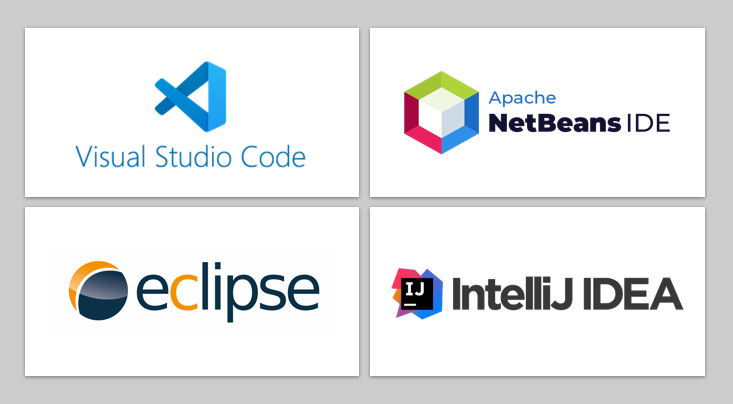 Visual Studio Code
Apache
NetBeans IDE
eclipse
IJ
IntelliJ IDEA